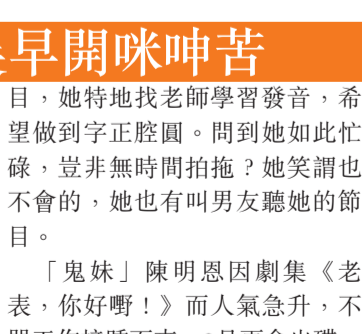 早開咪呻苦
目，她特地找老師學習發音，希
望做到字正腔圓。問到她如此忙
碌，豈非無時間拍拖？她笑謂也
不會的，她也有叫男友聽她的節
目。
「鬼妹」陳明恩因劇集《老
表，你好嘢！》而人氣急升，不